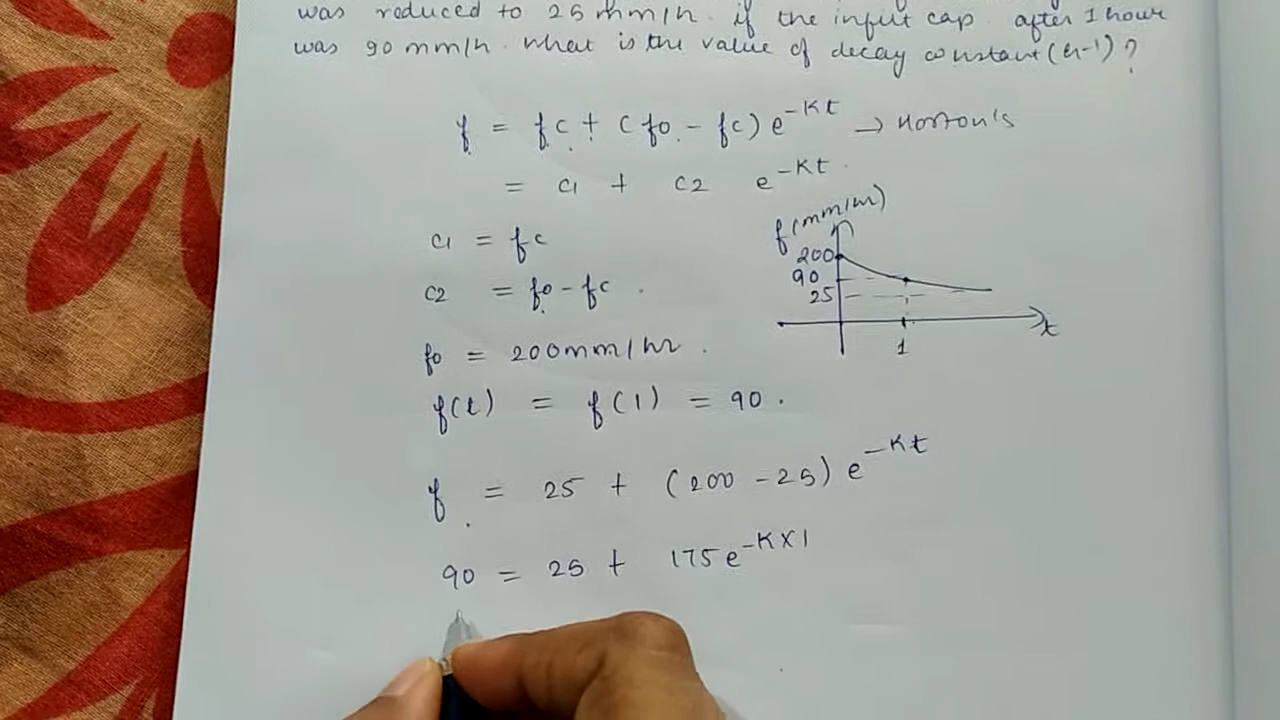 was reduced to 25 mm/h. if the input cap. after 1 hour
was 90 mm/h. what is the value of decay constant (h-1)?
f = fc + (fo - fc) e^-Kt → Horton's
= c1 + c2 e^-Kt.
c1 = fc
c2 = fo - fc.
fo = 200mm/hr.
f(t) = f(1) = 90.
f(mm/hr)
200
90
25
1
t
f = 25 + (200 - 25) e^-Kt
90 = 25 + 175e^-K×1